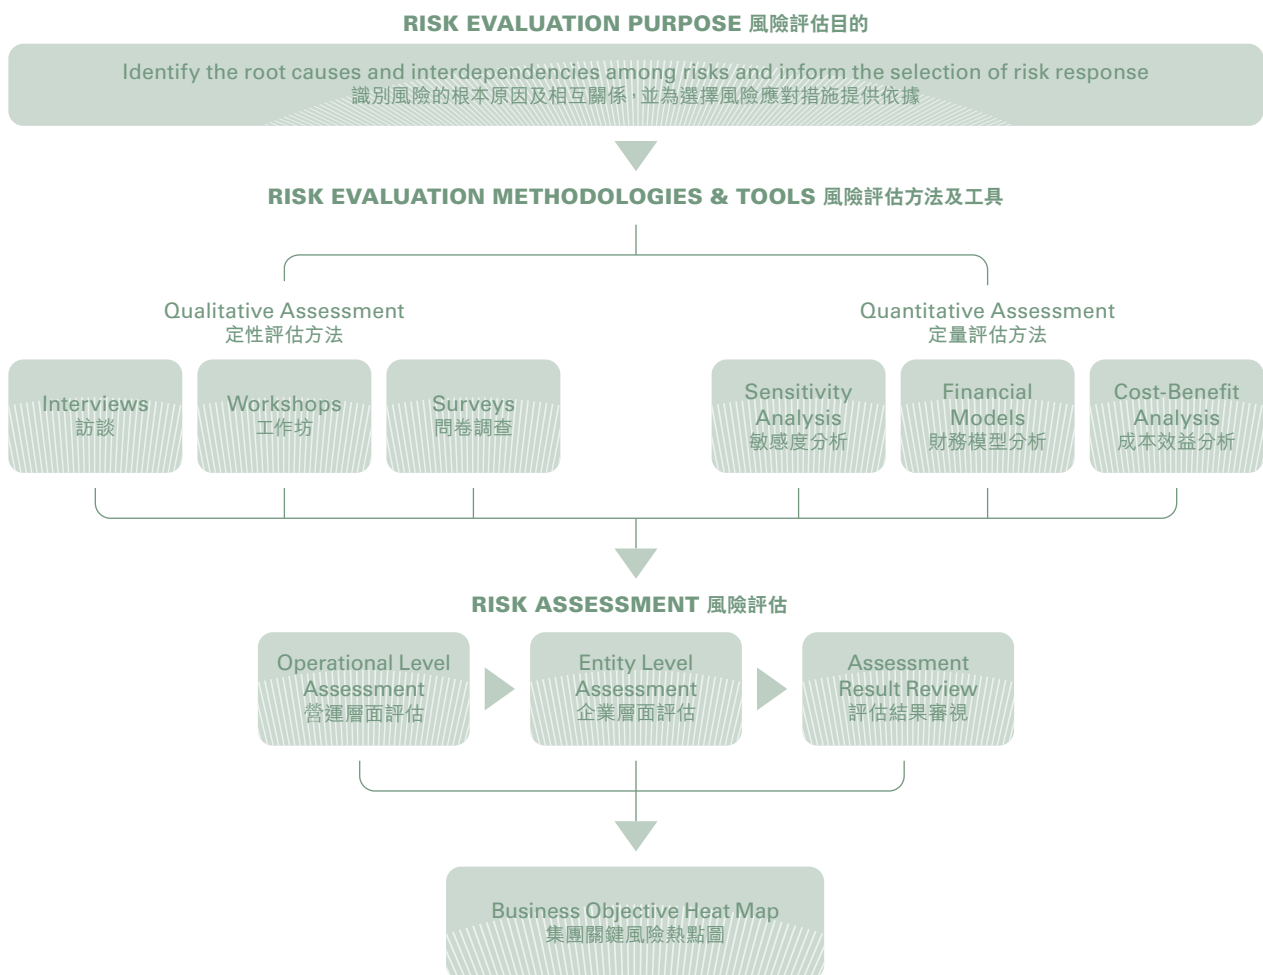 RISK EVALUATION PURPOSE 風險評估目的
Identify the root causes and interdependencies among risks and inform the selection of risk response
識別風險的根本原因及相互關係，並為選擇風險應對措施提供依據
RISK EVALUATION METHODOLOGIES & TOOLS 風險評估方法及工具
Qualitative Assessment
定性評估方法
Quantitative Assessment
定量評估方法
Interviews
訪談
Workshops
工作坊
Surveys
問卷調查
Sensitivity
Analysis
敏感度分析
Financial
Models
財務模型分析
Cost-Benefit
Analysis
成本效益分析
RISK ASSESSMENT 風險評估
Operational Level
Assessment
營運層面評估
Entity Level
Assessment
企業層面評估
Assessment
Result Review
評估結果審視
Business Objective Heat Map
集團關鍵風險熱點圖